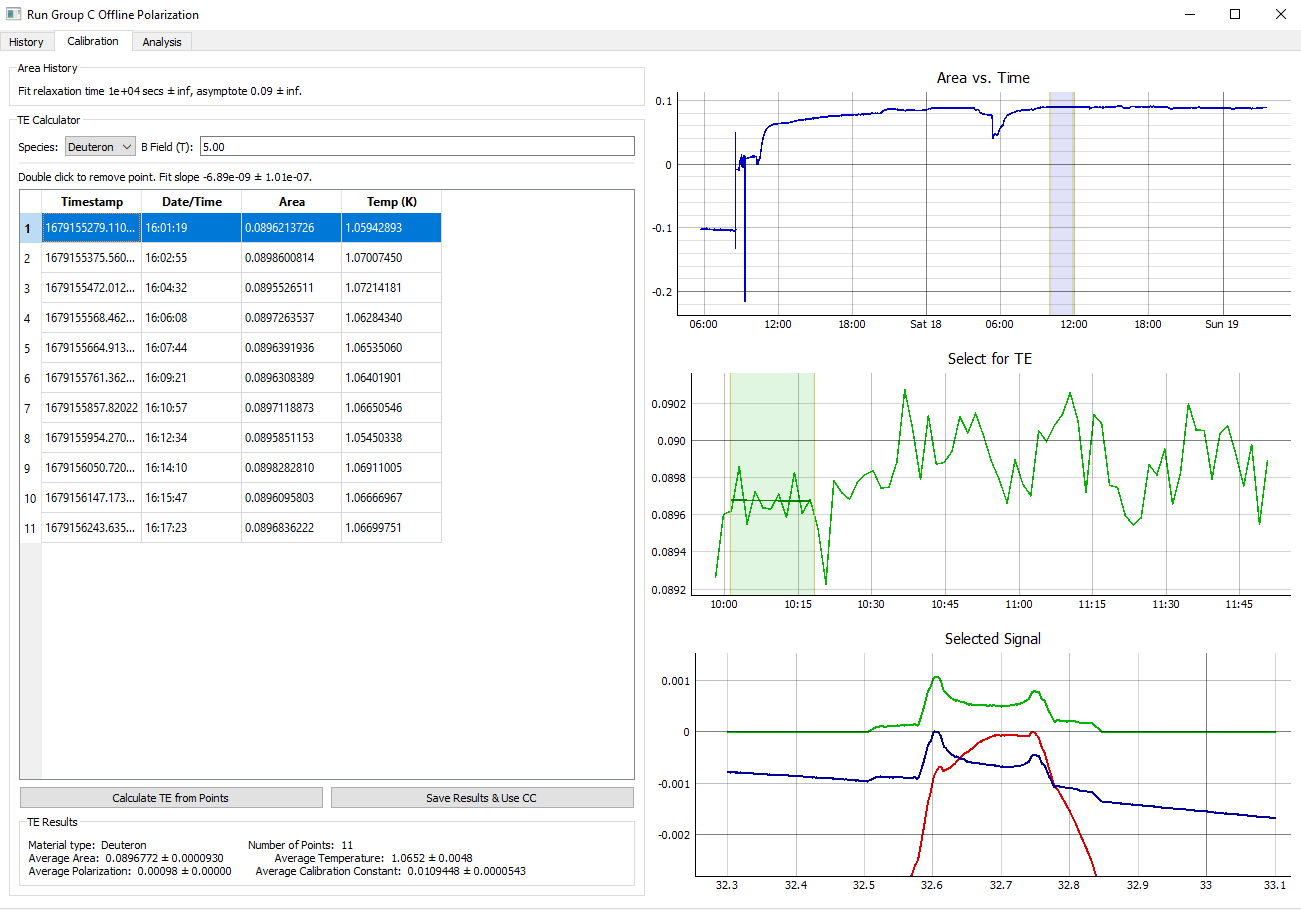 Run Group C Offline Polarization
History Calibration Analysis
Area History
Fit relaxation time 1e+04 secs ± inf, asymptote 0.09 ± inf.
TE Calculator
Species: Deuteron B Field (T): 5.00
Double click to remove point. Fit slope -6.89e-09 ± 1.01e-07.
Timestamp Date/Time Area Temp (K)
1 1679155279.110... 16:01:19 0.0896213726 1.05942893
2 1679155375.560... 16:02:55 0.0898600814 1.07007450
3 1679155472.012... 16:04:32 0.0895526511 1.07214181
4 1679155568.462... 16:06:08 0.0897263537 1.06284340
5 1679155664.913... 16:07:44 0.0896391936 1.06535060
6 1679155761.362... 16:09:21 0.0896308389 1.06401901
7 1679155857.82022 16:10:57 0.0897118873 1.06650546
8 1679155954.270... 16:12:34 0.0895851153 1.05450338
9 1679156050.720... 16:14:10 0.0898282810 1.06911005
10 1679156147.173... 16:15:47 0.0896095803 1.06666967
11 1679156243.635... 16:17:23 0.0896836222 1.06699751
Calculate TE from Points Save Results & Use CC
TE Results
Material type: Deuteron Number of Points: 11
Average Area: 0.0896772 ± 0.0000930 Average Temperature: 1.0652 ± 0.0048
Average Polarization: 0.00098 ± 0.00000 Average Calibration Constant: 0.0109448 ± 0.0000543
Area vs. Time
0.1
0
-0.1
-0.2
06:00 12:00 18:00 Sat 18 06:00 12:00 18:00 Sun 19
Select for TE
0.0902
0.090
0.0898
0.0896
0.0894
0.0892
10:00 10:15 10:30 10:45 11:00 11:15 11:30 11:45
Selected Signal
0.001
0
-0.001
-0.002
32.3 32.4 32.5 32.6 32.7 32.8 32.9 33 33.1